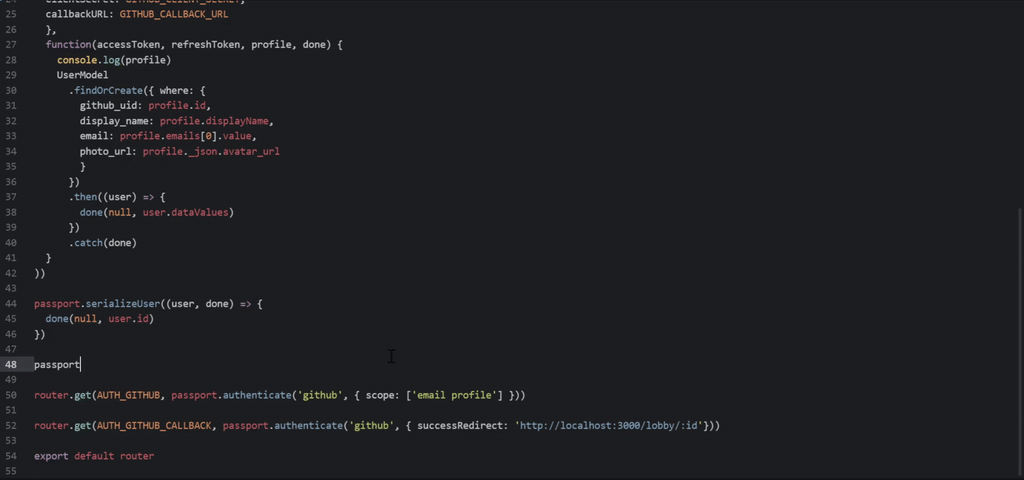 24 clientSecret: GITHUB_CLIENT_SECRET,
25 callbackURL: GITHUB_CALLBACK_URL
26 },
27 function(accessToken, refreshToken, profile, done) {
28 console.log(profile)
29 UserModel
30 .findOrCreate({ where: {
31 github_uid: profile.id,
32 display_name: profile.displayName,
33 email: profile.emails[0].value,
34 photo_url: profile._json.avatar_url
35 }
36 })
37 .then((user) => {
38 done(null, user.dataValues)
39 })
40 .catch(done)
41 }
42 ))
43
44 passport.serializeUser((user, done) => {
45 done(null, user.id)
46 })
47
48 passport
49
50 router.get(AUTH_GITHUB, passport.authenticate('github', { scope: ['email profile'] }))
51
52 router.get(AUTH_GITHUB_CALLBACK, passport.authenticate('github', { successRedirect: 'http://localhost:3000/lobby/:id'}))
53
54 export default router
55